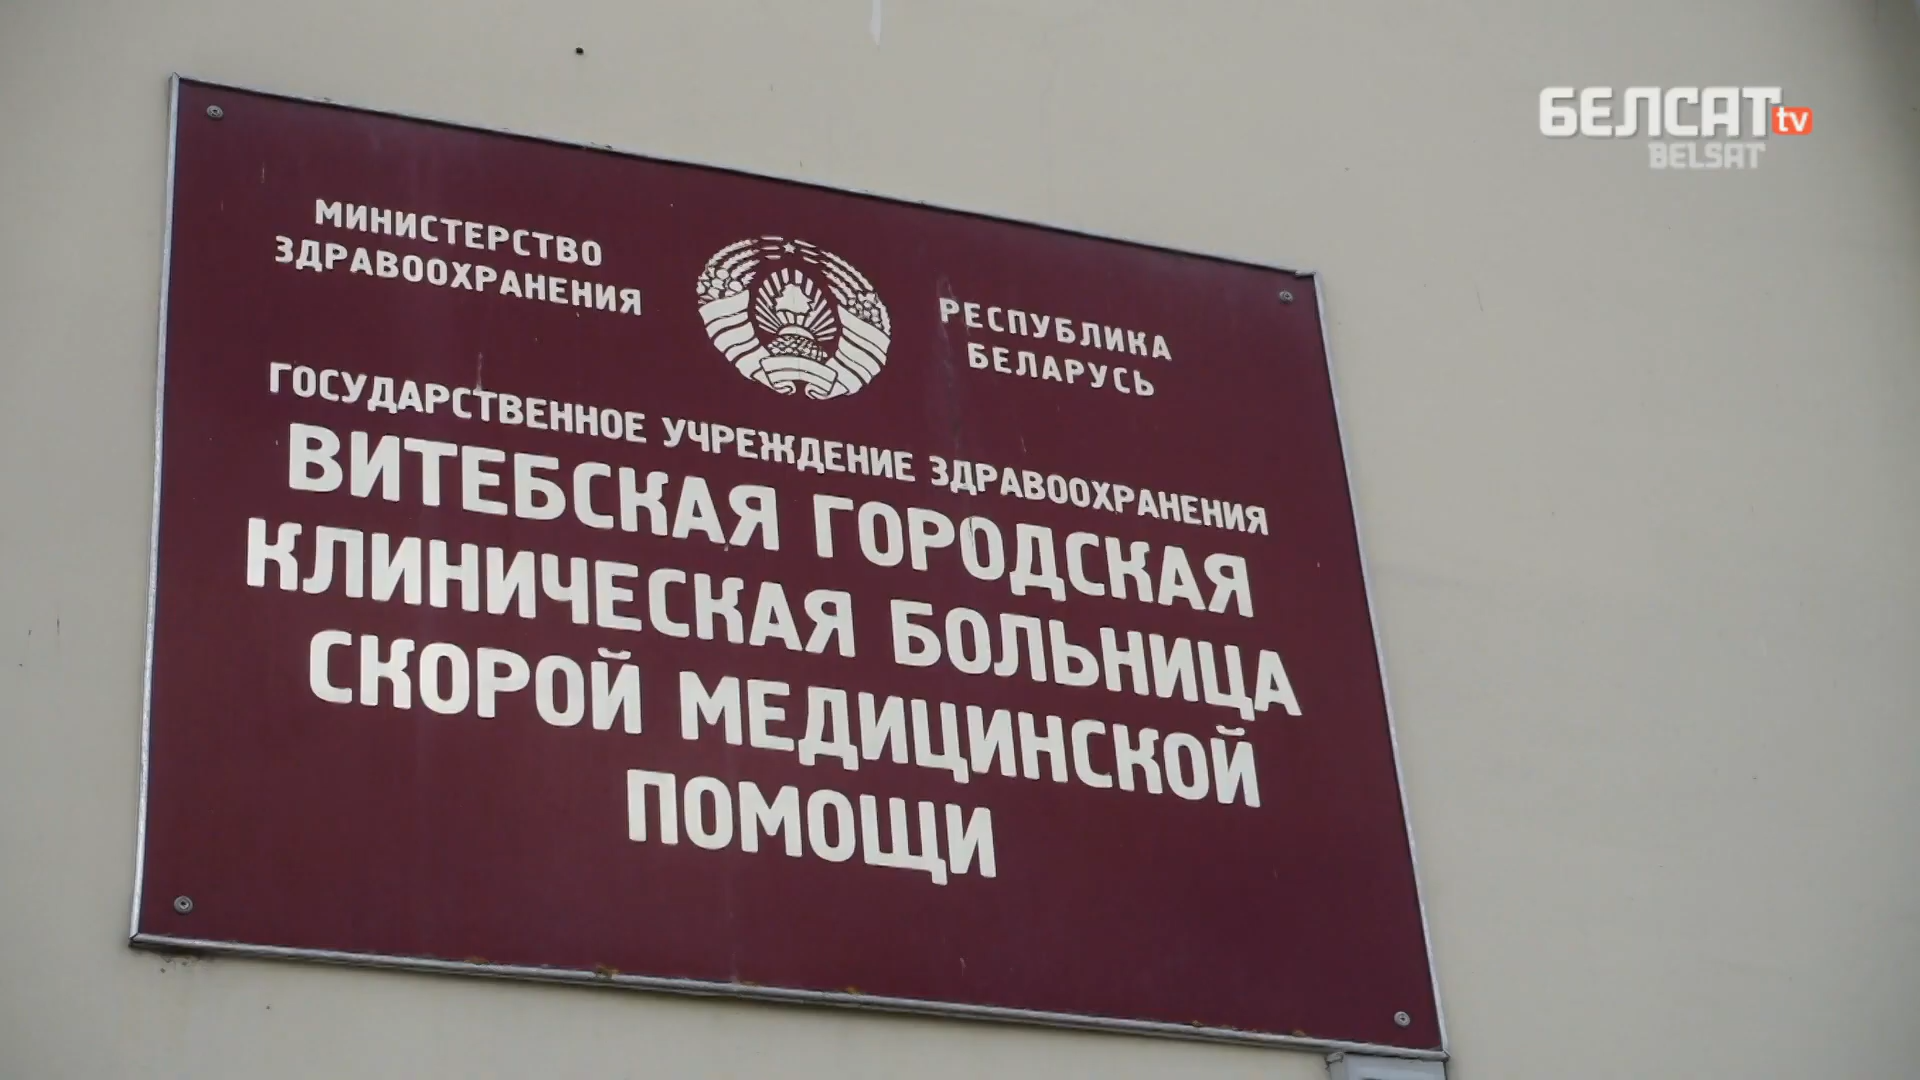 БЕЛСАТ tv
BELSAT
МИНИСТЕРСТВО
ЗДРАВООХРАНЕНИЯ
РЕСПУБЛИКА
БЕЛАРУСЬ
ГОСУДАРСТВЕННОЕ УЧРЕЖДЕНИЕ ЗДРАВООХРАНЕНИЯ
ВИТЕБСКАЯ ГОРОДСКАЯ
КЛИНИЧЕСКАЯ БОЛЬНИЦА
СКОРОЙ МЕДИЦИНСКОЙ
ПОМОЩИ